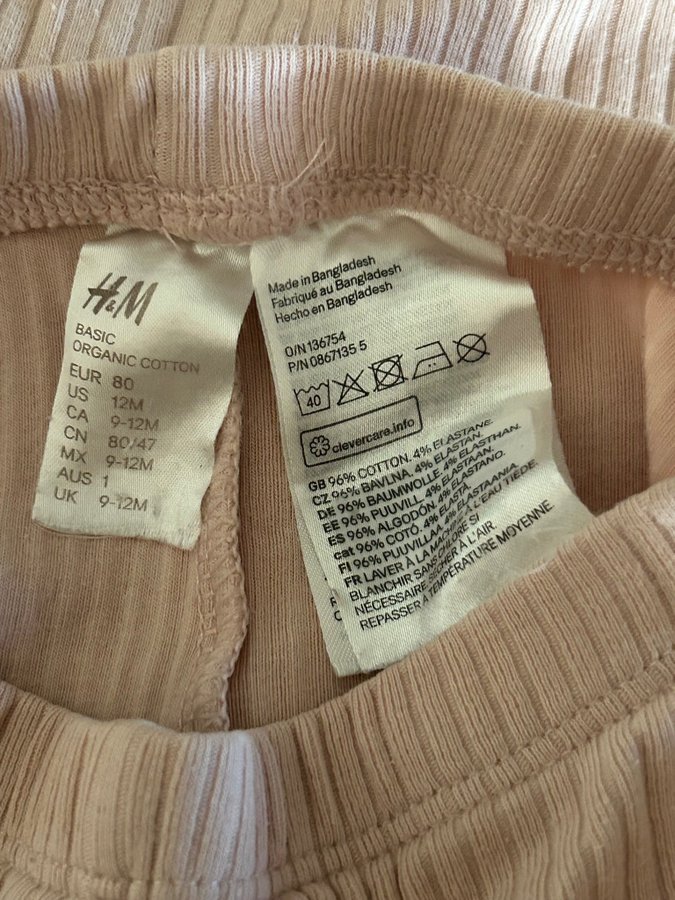 H&M
BASIC
ORGANIC COTTON
EUR 80
US 12M
CA 9-12M
CN 80/47
MX 9-12M
AUS 1
UK 9-12M
Made in Bangladesh
Fabriqué au Bangladesh
Hecho en Bangladesh
O/N 136754
P/N 0867135 5
40
clevercare.info
GB 96% COTTON. 4% ELASTANE.
CZ 96% BAVLNA. 4% ELASTAN.
DE 96% BAUMWOLLE. 4% ELASTHAN.
EE 96% PUUVILL. 4% ELASTAAN.
ES 96% ALGODÓN. 4% ELASTANO.
cat 96% COTÓ. 4% ELASTÀ.
FI 96% PUUVILLAA. 4% ELASTAANIA.
FR LAVER À LA MACHINE À L'EAU TIÈDE.
BLANCHIR SANS CHLORE SI
NÉCESSAIRE. SÉCHER À L'AIR.
REPASSER À TEMPÉRATURE MOYENNE